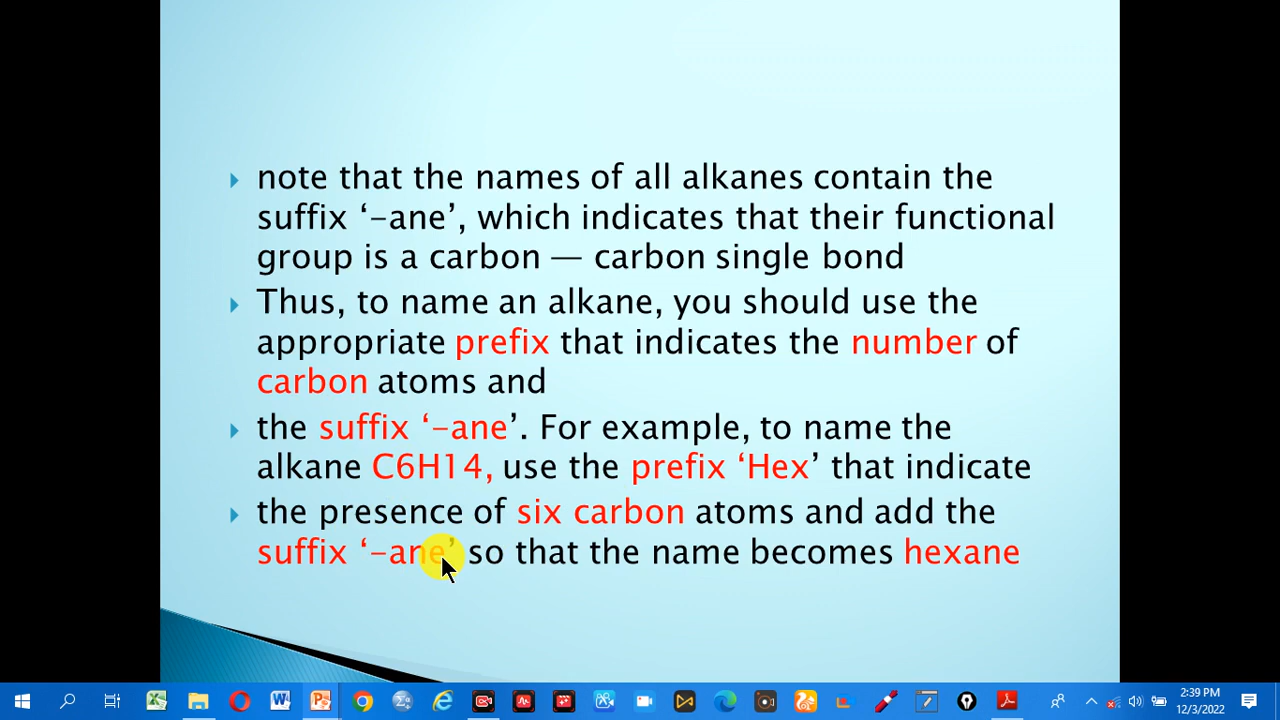 note that the names of all alkanes contain the
suffix ‘-ane’, which indicates that their functional
group is a carbon — carbon single bond
Thus, to name an alkane, you should use the
appropriate prefix that indicates the number of
carbon atoms and
the suffix ‘-ane’. For example, to name the
alkane C6H14, use the prefix ‘Hex’ that indicate
the presence of six carbon atoms and add the
suffix ‘-ane’ so that the name becomes hexane
2:39 PM
12/3/2022